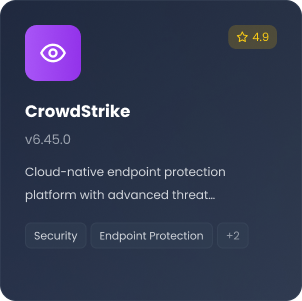 4.9
CrowdStrike
v6.45.0
Cloud-native endpoint protection
platform with advanced threat...
Security
Endpoint Protection
+2